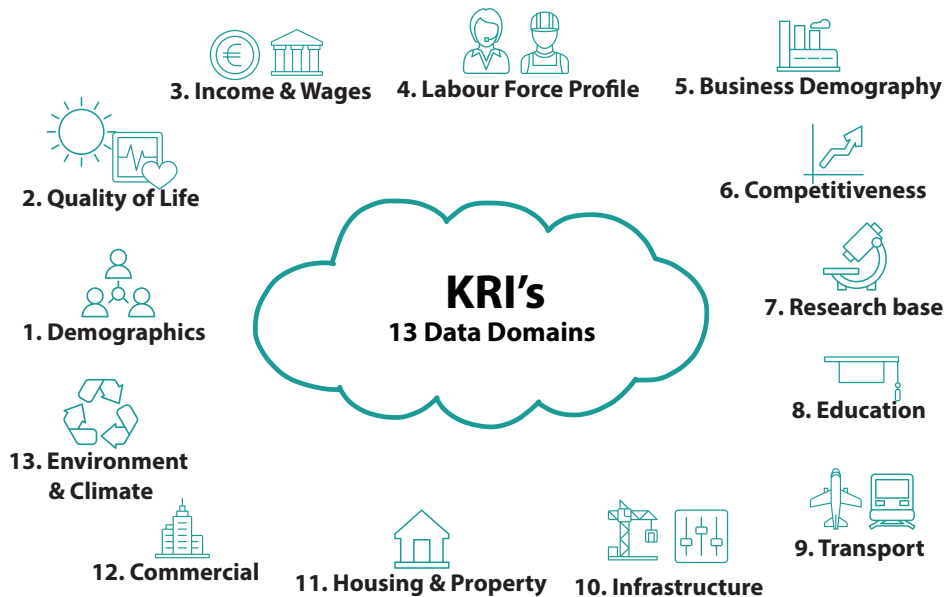 3. Income & Wages
4. Labour Force Profile
5. Business Demography
2. Quality of Life
6. Competitiveness
KRI's
13 Data Domains
1. Demographics
7. Research base
8. Education
13. Environment
& Climate
9. Transport
12. Commercial
11. Housing & Property
10. Infrastructure